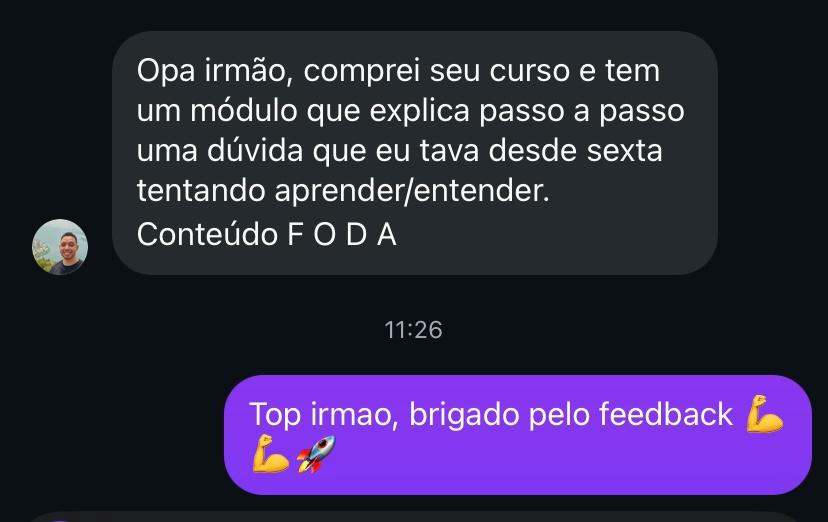 Opa irmão, comprei seu curso e tem
um módulo que explica passo a passo
uma dúvida que eu tava desde sexta
tentando aprender/entender.
Conteúdo F O D A
11:26
Top irmao, brigado pelo feedback 💪
💪🚀